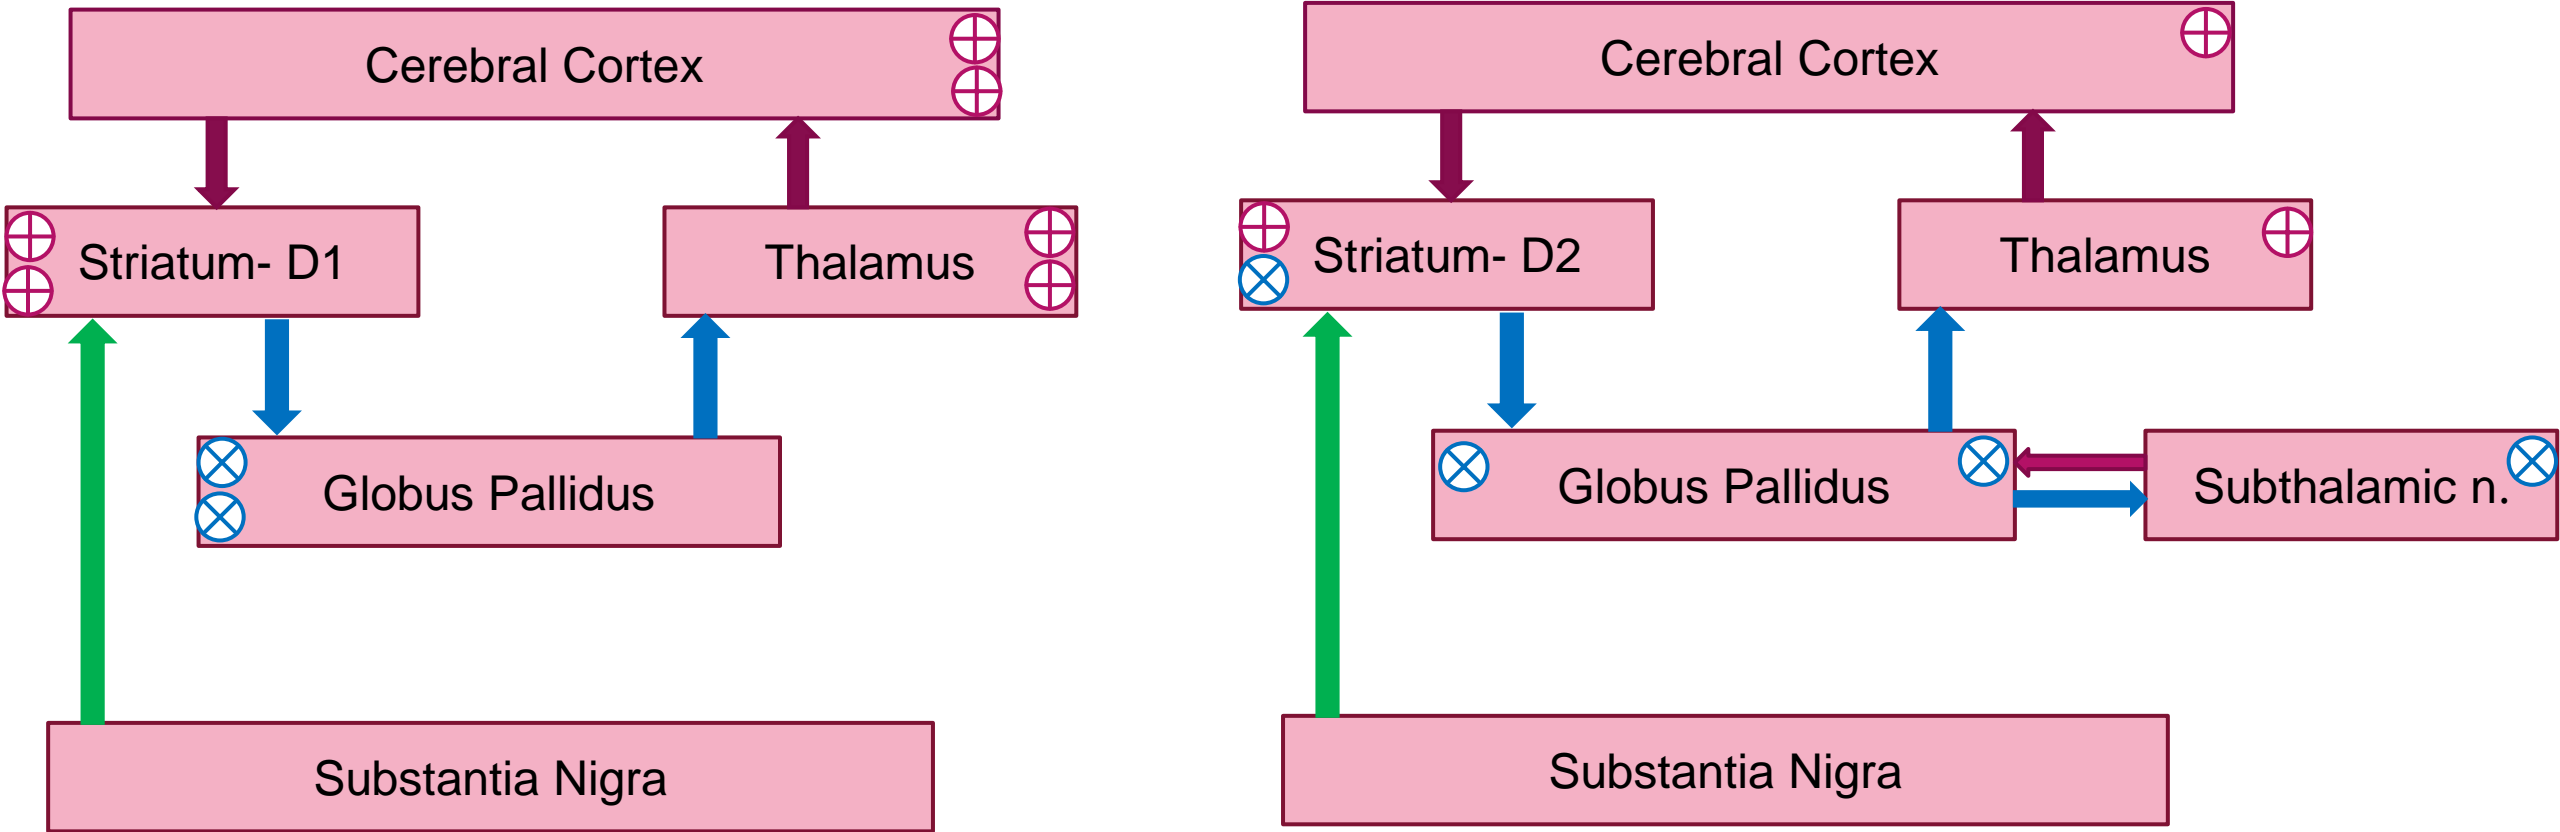 Cerebral Cortex
Striatum- D1
Thalamus
Globus Pallidus
Substantia Nigra
Cerebral Cortex
Striatum- D2
Thalamus
Globus Pallidus
Subthalamic n.
Substantia Nigra